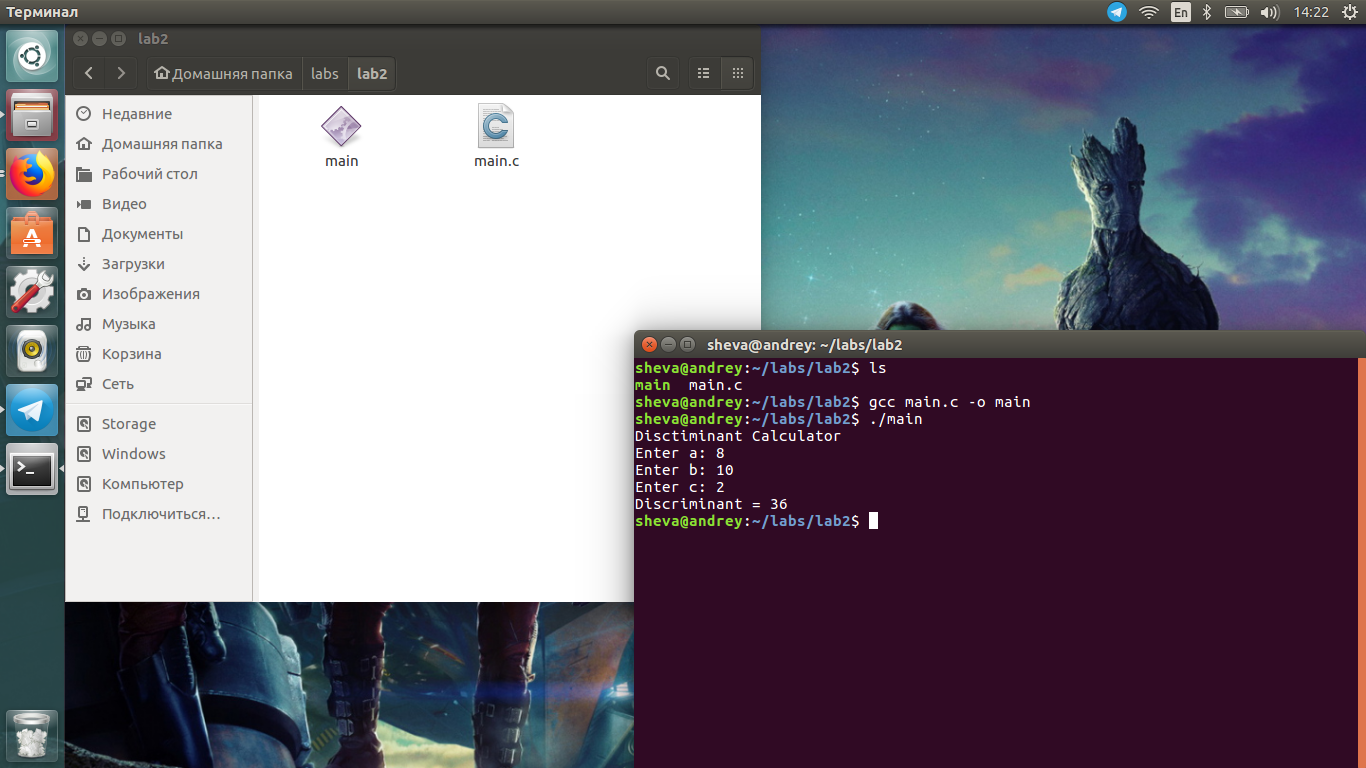 Терминал
En
14:22
lab2
Домашняя папка labs lab2
Недавние
Домашняя папка
Рабочий стол
Видео
Документы
Загрузки
Изображения
Музыка
Корзина
Сеть
Storage
Windows
Компьютер
Подключиться…
main
main.c
sheva@andrey: ~/labs/lab2
sheva@andrey:~/labs/lab2$ ls
main  main.c
sheva@andrey:~/labs/lab2$ gcc main.c -o main
sheva@andrey:~/labs/lab2$ ./main
Disctiminant Calculator
Enter a: 8
Enter b: 10
Enter c: 2
Discriminant = 36
sheva@andrey:~/labs/lab2$